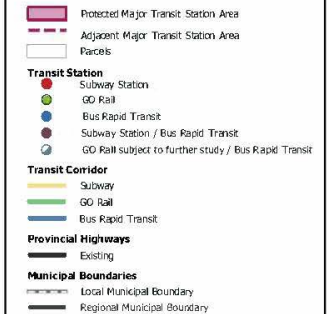 Protected Major Transit Station Area
Adjacent Major Transit Station Area
Parcels
Transit Station
Subway Station
GO Rail
Bus Rapid Transit
Subway Station / Bus Rapid Transit
GO Rail subject to further study / Bus Rapid Transit
Transit Corridor
Subway
GO Rail
Bus Rapid Transit
Provincial Highways
Existing
Municipal Boundaries
Local Municipal Boundary
Regional Municipal Boundary